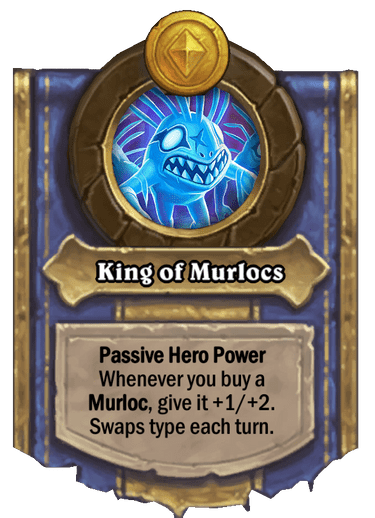 King of Murlocs
Passive Hero Power
Whenever you buy a
Murloc, give it +1/+2.
Swaps type each turn.